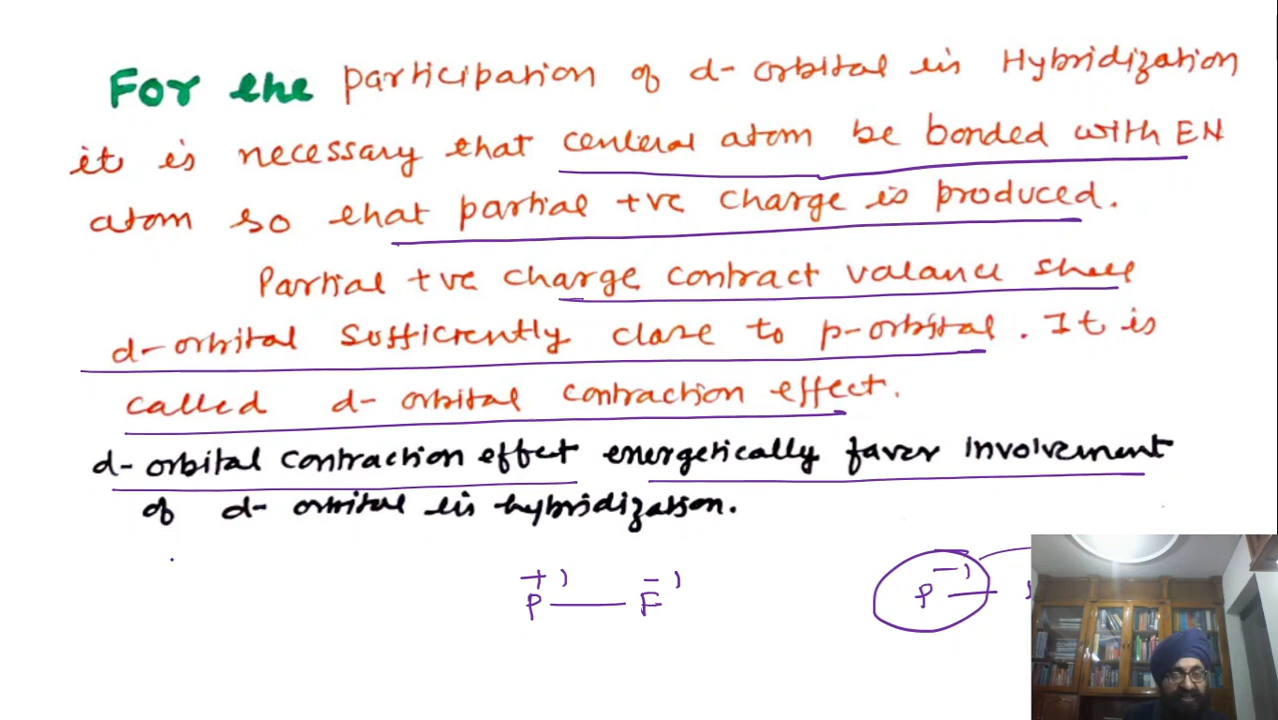 For the participation of d-orbital in Hybridization
it is necessary that central atom be bonded with EN
atom so that partial +ve charge is produced.
Partial +ve charge contract valance shell
d-orbital sufficiently close to p-orbital. It is
called d-orbital contraction effect.
d-orbital contraction effect energetically faver involvement
of d-orbital in hybridization.
+1 -1 -1
P F P